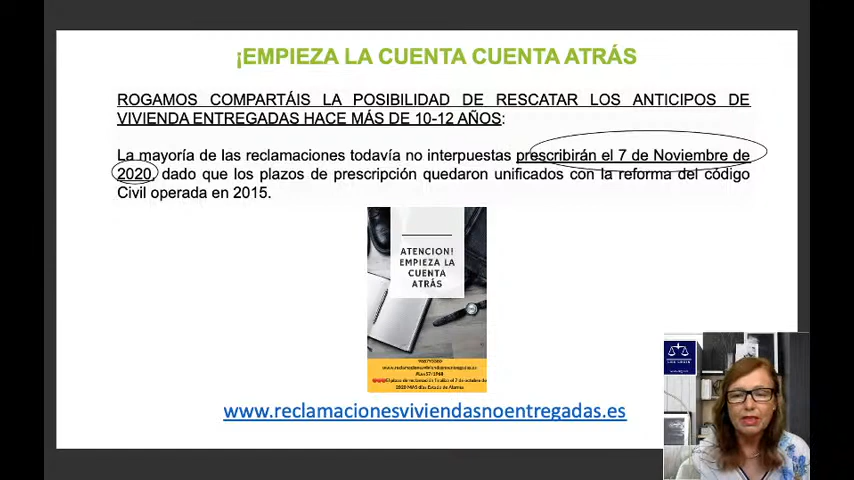 ¡EMPIEZA LA CUENTA CUENTA ATRÁS
ROGAMOS COMPARTÁIS LA POSIBILIDAD DE RESCATAR LOS ANTICIPOS DE
VIVIENDA ENTREGADAS HACE MÁS DE 10-12 AÑOS:
La mayoría de las reclamaciones todavía no interpuestas prescribirán el 7 de Noviembre de
2020, dado que los plazos de prescripción quedaron unificados con la reforma del código
Civil operada en 2015.
ATENCION!
EMPIEZA LA
CUENTA
ATRÁS
www.reclamacionesviviendasnoentregadas.es